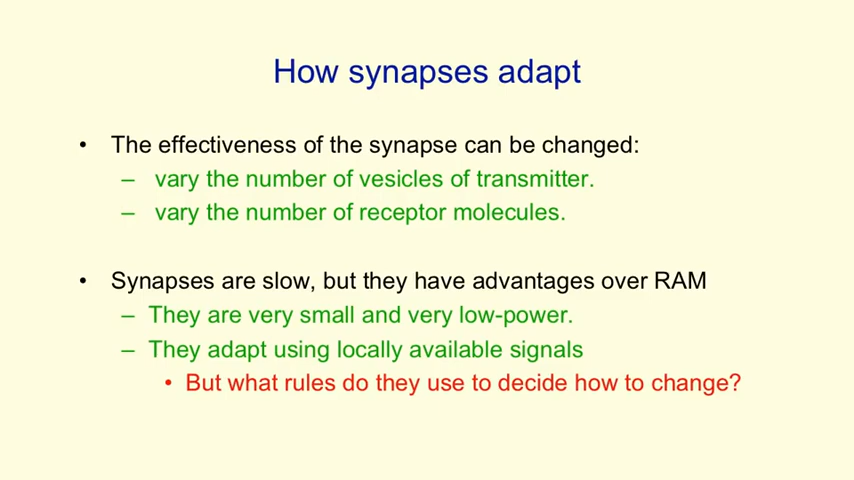 How synapses adapt
• The effectiveness of the synapse can be changed:
– vary the number of vesicles of transmitter.
– vary the number of receptor molecules.
• Synapses are slow, but they have advantages over RAM
– They are very small and very low-power.
– They adapt using locally available signals
• But what rules do they use to decide how to change?